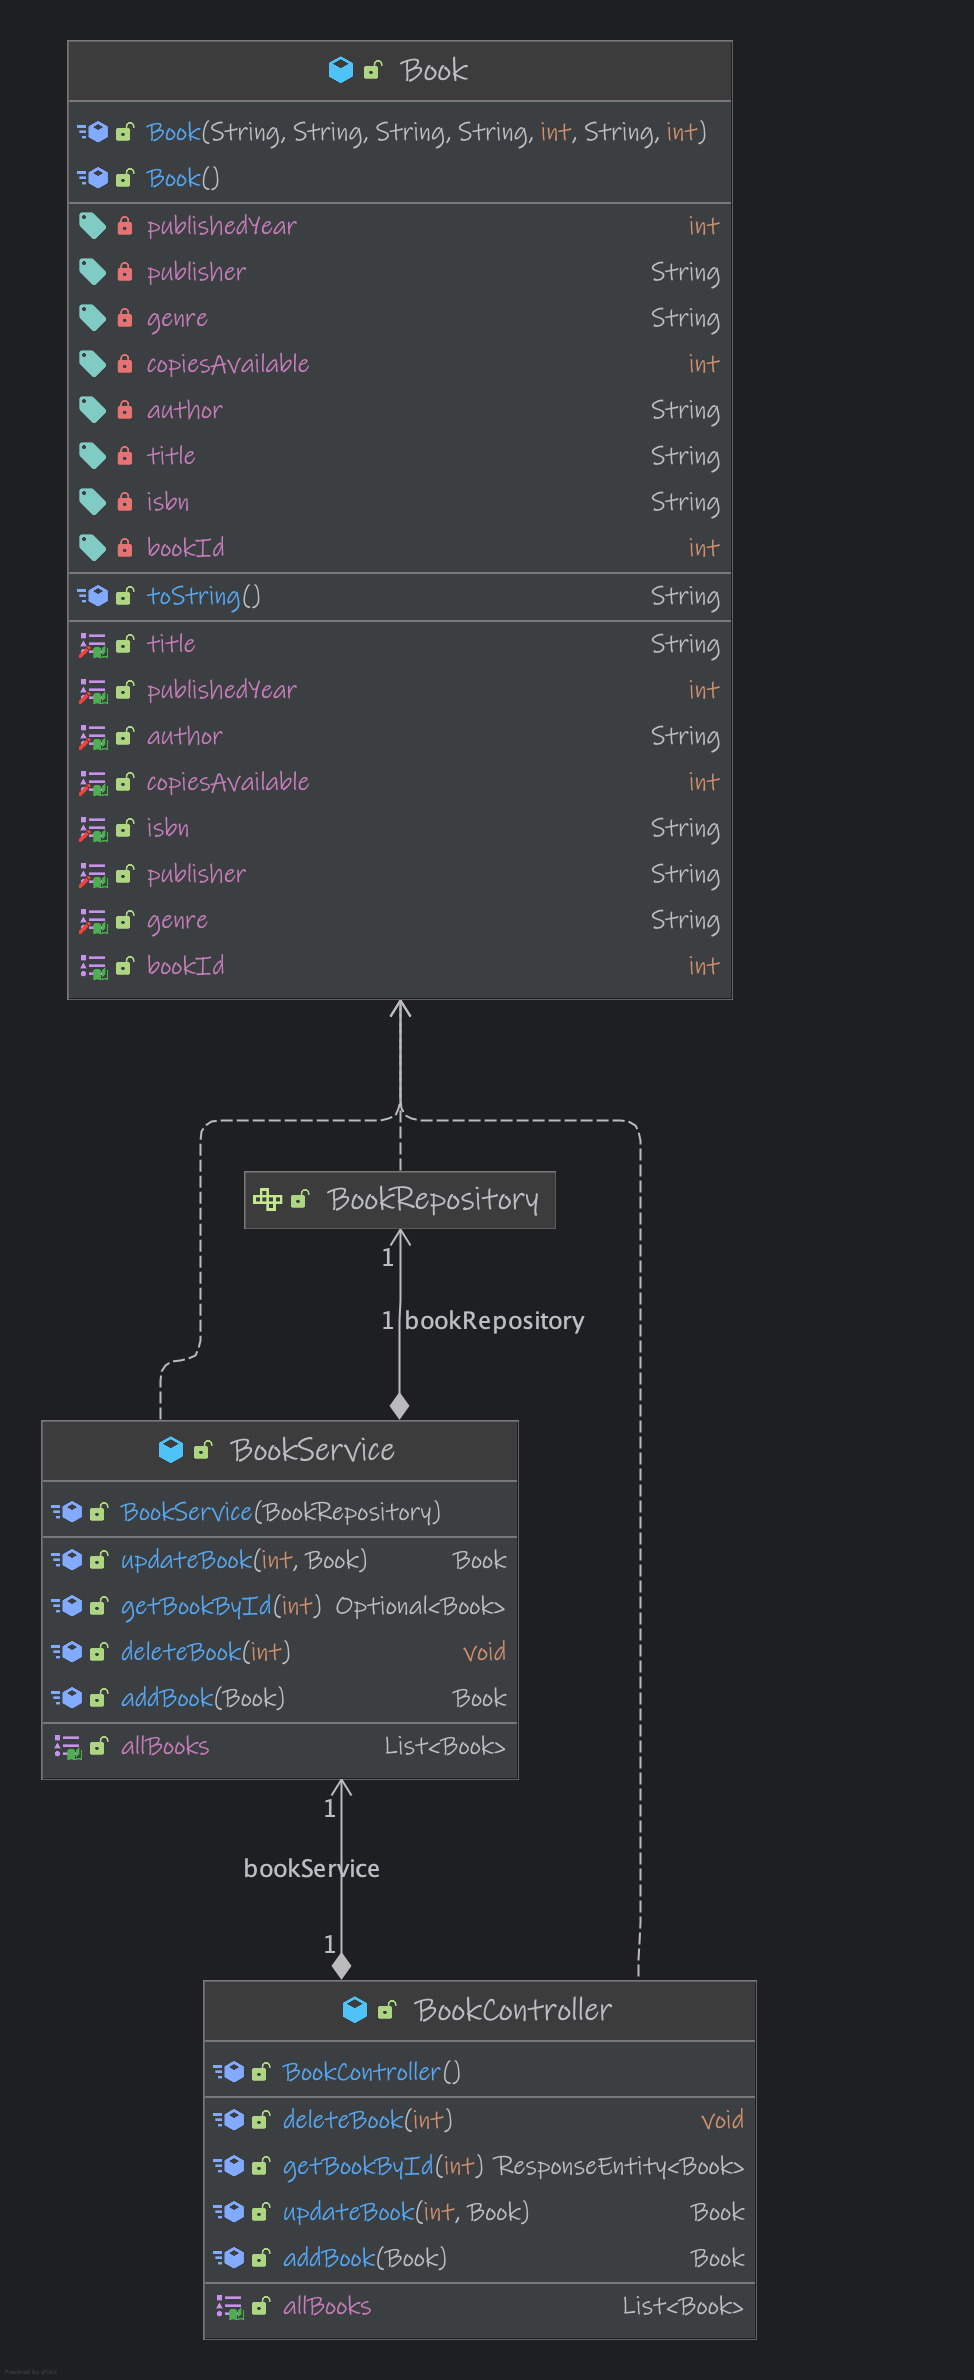 Book
Book(String, String, String, String, int, String, int)
Book()
publishedYear int
publisher String
genre String
copiesAvailable int
author String
title String
isbn String
bookId int
toString() String
title String
publishedYear int
author String
copiesAvailable int
isbn String
publisher String
genre String
bookId int
BookRepository
1
1 bookRepository
BookService
BookService(BookRepository)
updateBook(int, Book) Book
getBookById(int) Optional<Book>
deleteBook(int) void
addBook(Book) Book
allBooks List<Book>
1
bookService
1
BookController
BookController()
deleteBook(int) void
getBookById(int) ResponseEntity<Book>
updateBook(int, Book) Book
addBook(Book) Book
allBooks List<Book>
Powered by yFiles